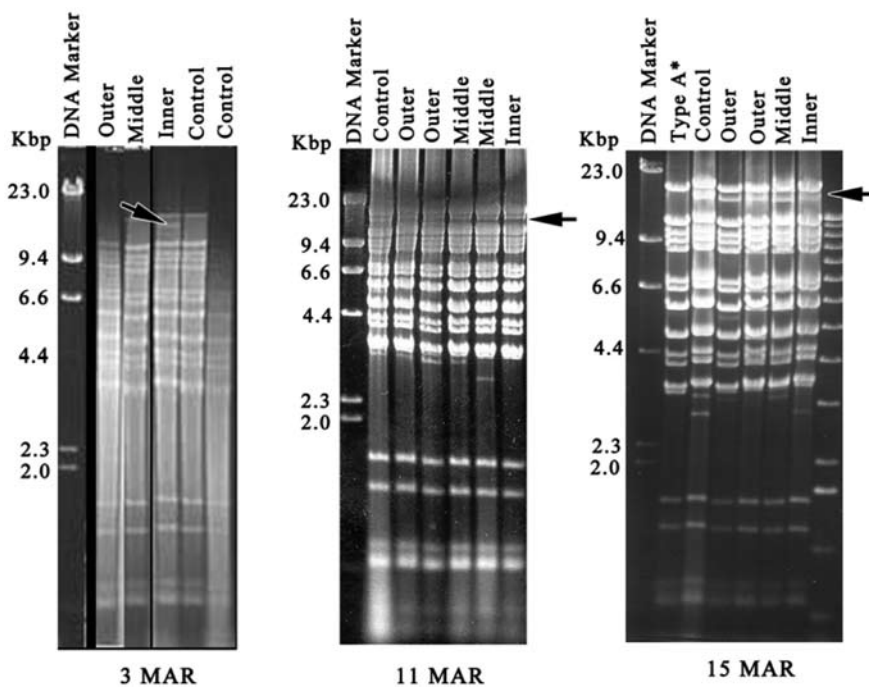 DNA Marker
Outer
Middle
Inner
Control
Control
Kbp
23.0
9.4
6.6
4.4
2.3
2.0
3 MAR
DNA Marker
Control
Outer
Outer
Middle
Middle
Inner
Kbp
23.0
9.4
6.6
4.4
2.3
2.0
11 MAR
DNA Marker
Type A*
Control
Outer
Outer
Middle
Inner
Kbp
23.0
9.4
6.6
4.4
2.3
2.0
15 MAR